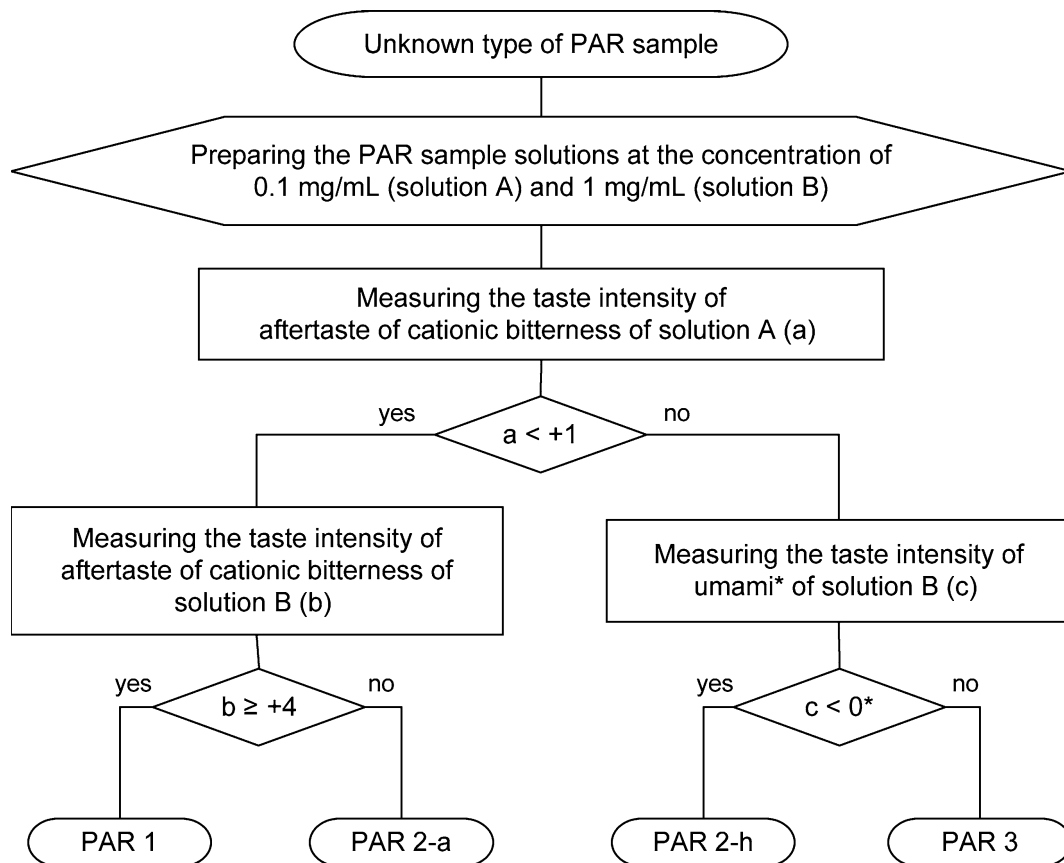 Unknown type of PAR sample
Preparing the PAR sample solutions at the concentration of
0.1 mg/mL (solution A) and 1 mg/mL (solution B)
Measuring the taste intensity of
aftertaste of cationic bitterness of solution A (a)
yes
no
a < +1
Measuring the taste intensity of
aftertaste of cationic bitterness of
solution B (b)
Measuring the taste intensity of
umami* of solution B (c)
yes
no
b ≥ +4
yes
no
c < 0*
PAR 1
PAR 2-a
PAR 2-h
PAR 3